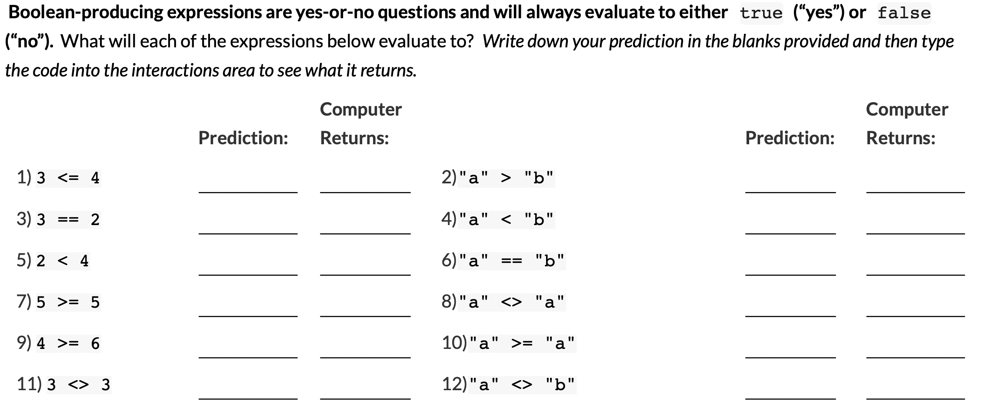 Boolean-producing expressions are yes-or-no questions and will always evaluate to either true (“yes”) or false
(“no”). What will each of the expressions below evaluate to? Write down your prediction in the blanks provided and then type
the code into the interactions area to see what it returns.
Computer Computer
Prediction: Returns: Prediction: Returns:
1) 3 <= 4 2) "a" > "b"
3) 3 == 2 4) "a" < "b"
5) 2 < 4 6) "a" == "b"
7) 5 >= 5 8) "a" <> "a"
9) 4 >= 6 10) "a" >= "a"
11) 3 <> 3 12) "a" <> "b"